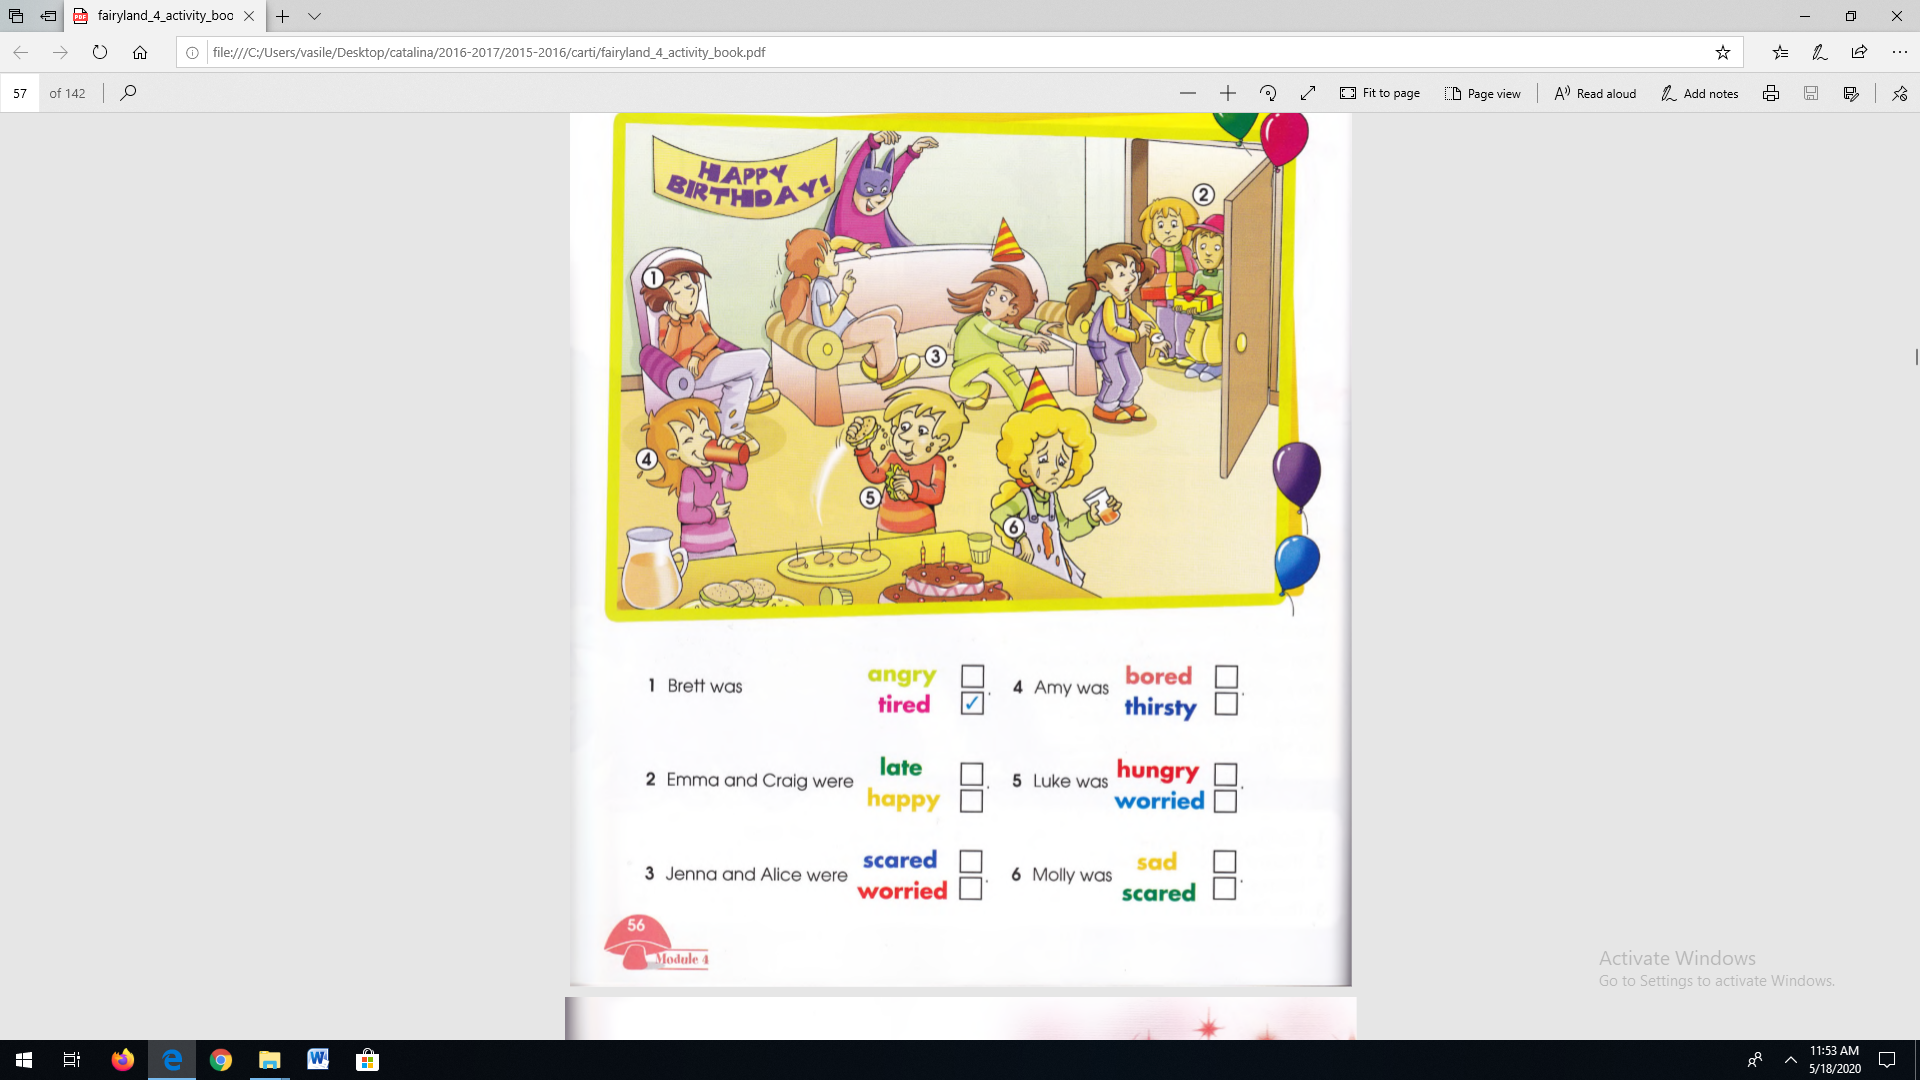 fairyland_4_activity_boo
file:///C:/Users/vasile/Desktop/catalina/2016-2017/2015-2016/carti/fairyland_4_activity_book.pdf
57 of 142
Fit to page
Page view
Read aloud
Add notes
HAPPY
BIRTHDAY!
1
2
3
4
5
6
1 Brett was
angry
tired ✓ .
2 Emma and Craig were
late
happy .
3 Jenna and Alice were
scared
worried .
4 Amy was
bored
thirsty .
5 Luke was
hungry
worried .
6 Molly was
sad
scared .
56
Module 4
Activate Windows
Go to Settings to activate Windows.
11:53 AM
5/18/2020